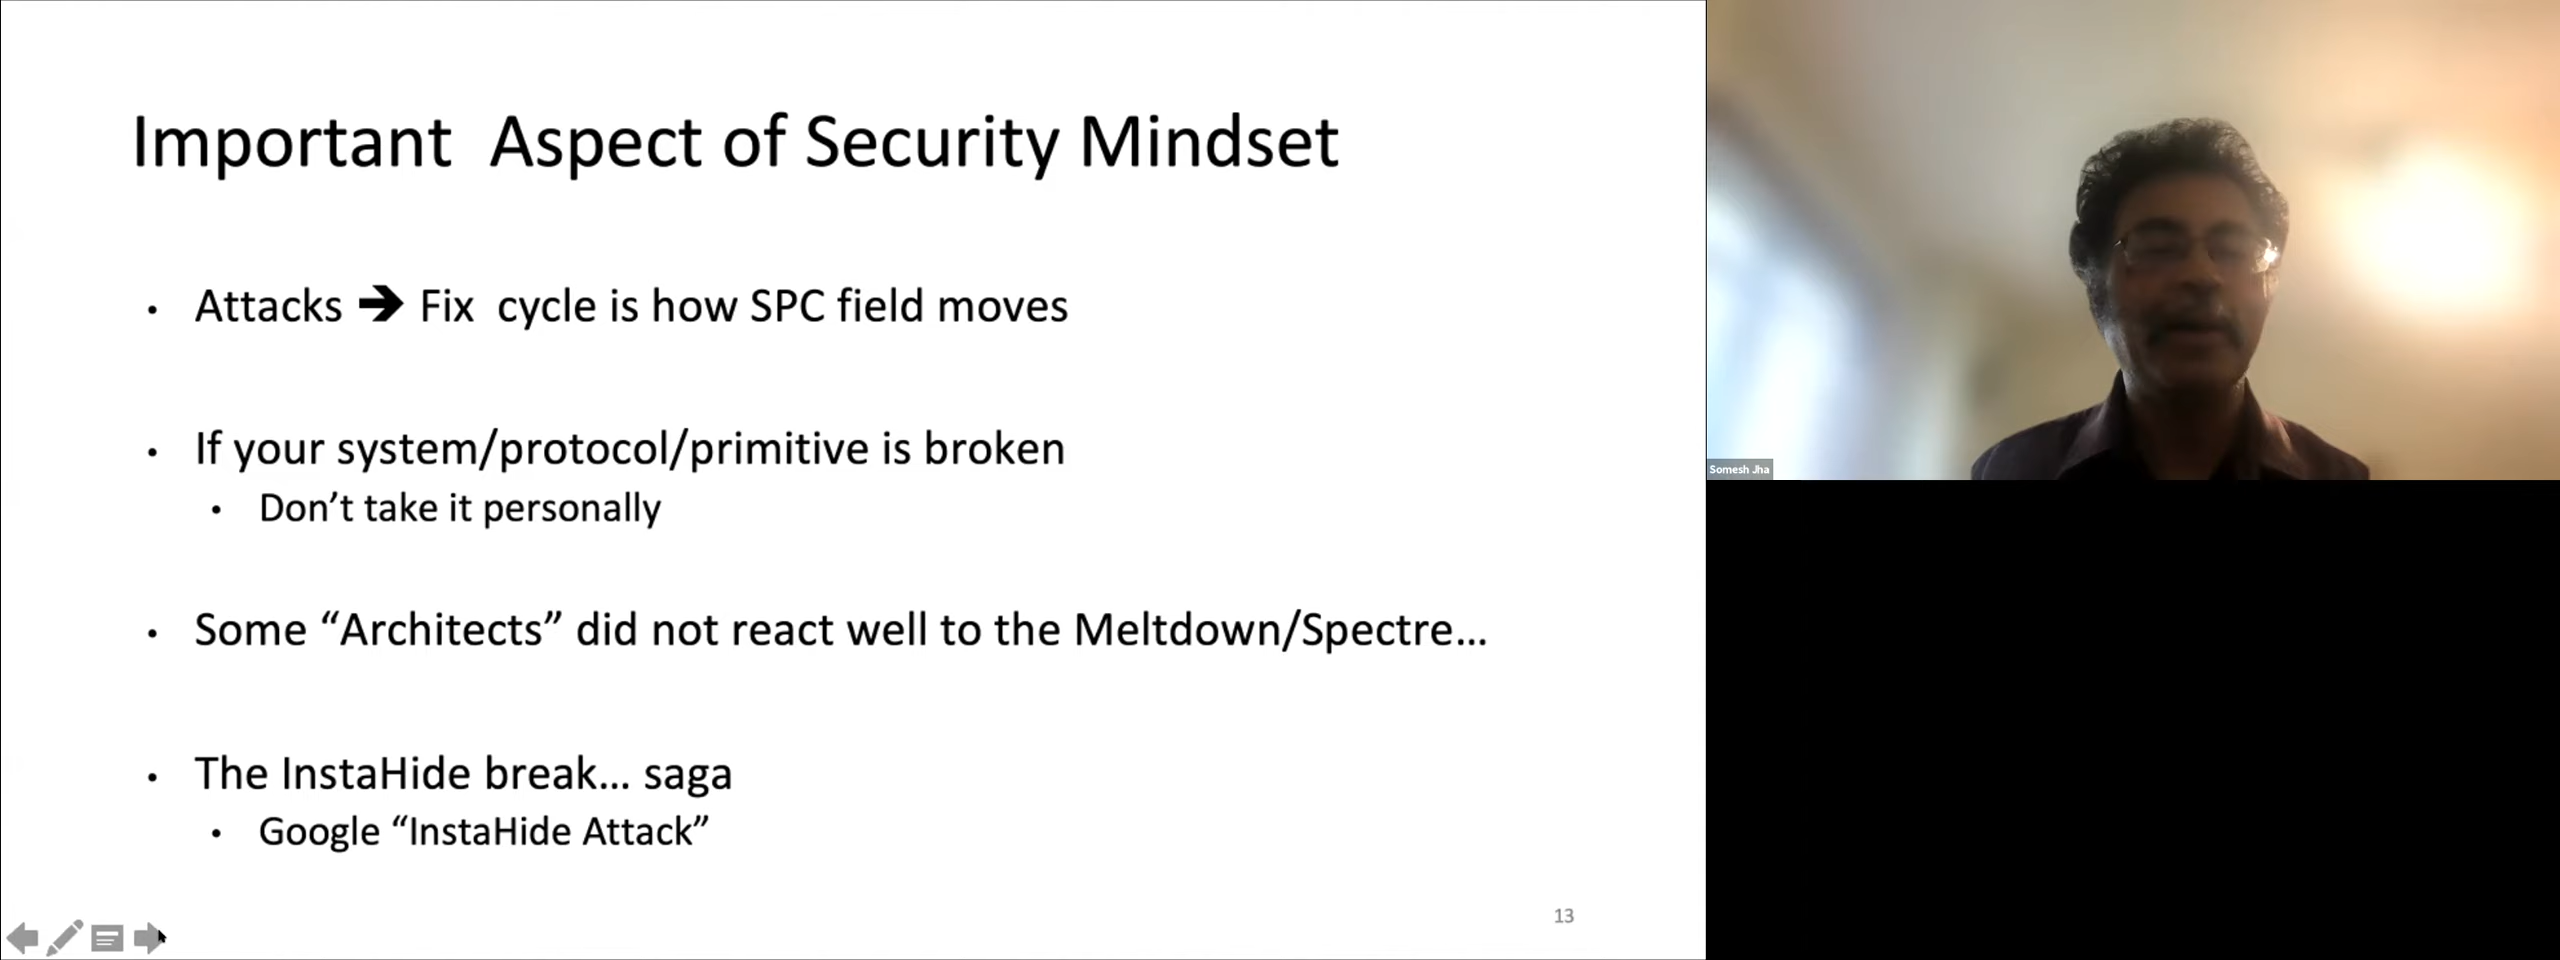 Important  Aspect of Security Mindset
• Attacks ➔ Fix  cycle is how SPC field moves
• If your system/protocol/primitive is broken
• Don’t take it personally
• Some “Architects” did not react well to the Meltdown/Spectre…
• The InstaHide break… saga
• Google “InstaHide Attack”
13
Somesh Jha